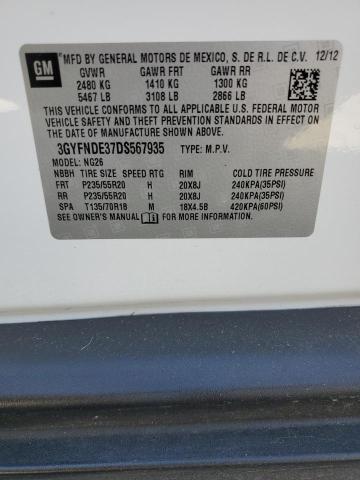 GM
MFD BY GENERAL MOTORS DE MEXICO, S. DE R.L. DE C.V. 12/12
GVWR GAWR FRT GAWR RR
2480 KG 1410 KG 1300 KG
5467 LB 3108 LB 2866 LB
THIS VEHICLE CONFORMS TO ALL APPLICABLE U.S. FEDERAL MOTOR
VEHICLE SAFETY AND THEFT PREVENTION STANDARDS IN EFFECT ON
THE DATE OF MANUFACTURE SHOWN ABOVE.
3GYFNDE37DS567935 TYPE: M.P.V.
MODEL: NG26
NBBH TIRE SIZE SPEED RTG RIM COLD TIRE PRESSURE
FRT P235/55R20 H 20X8J 240KPA(35PSI)
RR P235/55R20 H 20X8J 240KPA(35PSI)
SPA T135/70R18 M 18X4.5B 420KPA(60PSI)
SEE OWNER'S MANUAL FOR MORE INFORMATION.